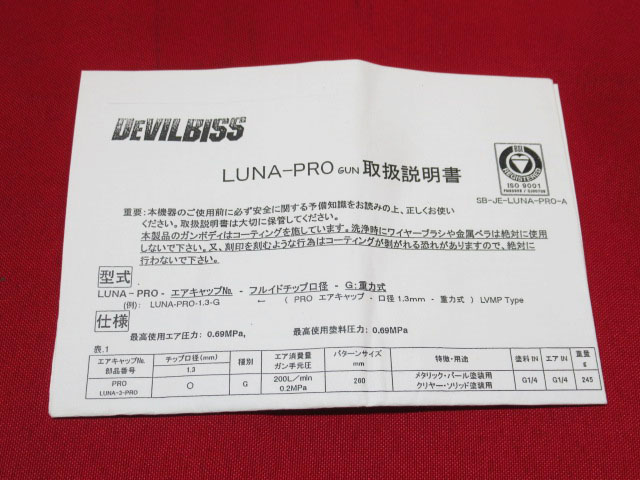 DEVILBISS
LUNA-PRO GUN 取扱説明書
BSI
REGISTERED
ISO 9001
SB-JE-LUNA-PRO-A
重要:本機器のご使用前に必ず安全に関する予備知識をお読みの上、正しくお使い
ください。取扱説明書は大切に保管してください。
本製品のガンボディはコーティングを施しています。洗浄時にワイヤーブラシや金属ベラは絶対に使用
しないで下さい。又、刻印を刻むような行為はコーティングが剥がれる恐れがありますので、絶対に
行わないで下さい。
型式
LUNA-PRO - エアキャップNo. - フルイドチップ口径 - G:重力式
(例): LUNA-PRO-1.3-G ← (PRO エアキャップ - 口径1.3mm - 重力式) LVMP Type
仕様
最高使用エア圧力: 0.69MPa, 最高使用塗料圧力: 0.69MPa
表.1
エアキャップNo. 部品番号 チップ口径(mm) 1.3 種別 エア消費量 ガン手元圧 パターンサイズ mm 特徴・用途 塗料IN エアIN 重量 g
PRO LUNA-2-PRO ○ G 200L/min 0.2MPa 200 メタリック・パール塗装用 クリヤー・ソリッド塗装用 G1/4 G1/4 245